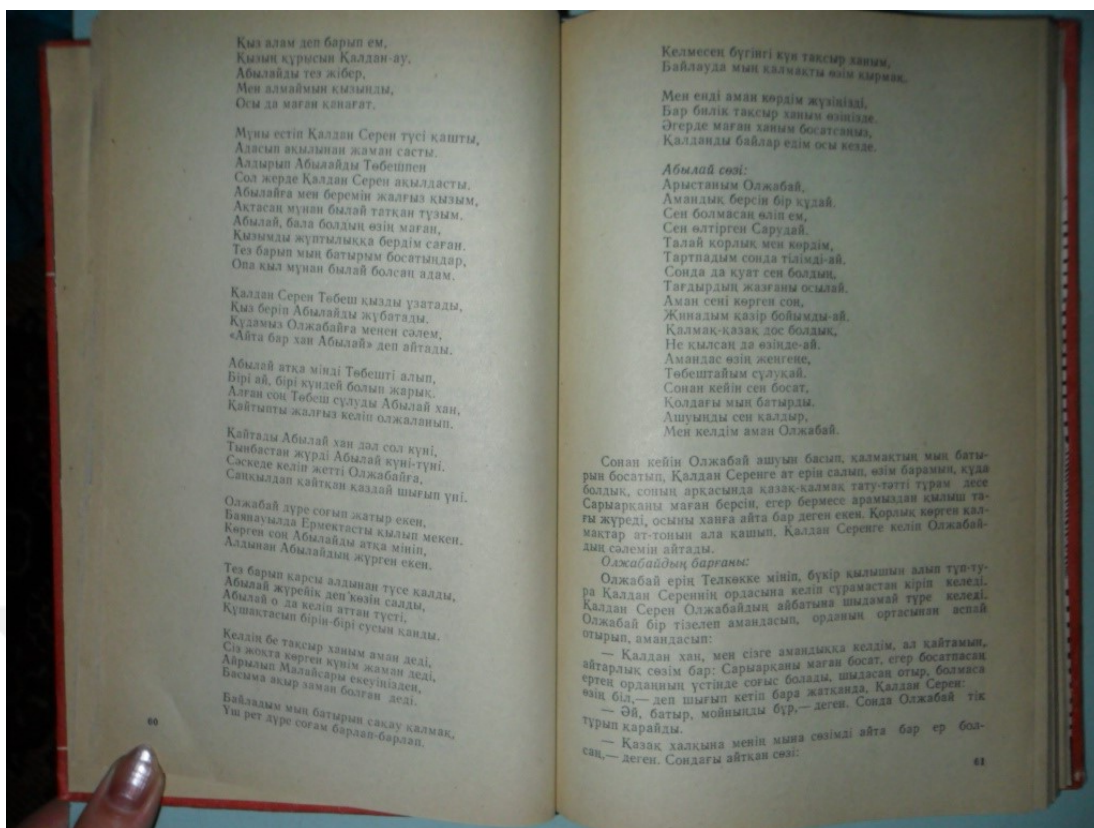 Қыз алам деп барып ем,
Қызың құрысын Қалдан-ау,
Абылайды тез жібер,
Мен алмаймын қызыңды,
Осы да маған қанағат.
Мұны естіп Қалдан Серен түсі қашты,
Адасып ақылынан жаман састы.
Алдырып Абылайды Төбешпен
Сол жерде Қалдан Серен ақылдасты.
Абылайға мен беремін жалғыз қызым,
Ақтасаң мұнан былай татқан тұзым.
Абылай, бала болдың өзің маған,
Қызымды жұптылыққа бердім саған.
Тез барып мың батырым босатыңдар,
Опа қыл мұнан былай болсаң адам.
Қалдан Серен Төбеш қызды ұзатады,
Қыз беріп Абылайды жұбатады.
Құдамыз Олжабайға менен сәлем,
«Айта бар хан Абылай» деп айтады.
Абылай атқа мінді Төбешті алып,
Бірі ай, бірі күндей болып жарық.
Алған соң Төбеш сұлуды Абылай хан,
Қайтыпты жалғыз келіп олжаланып.
Қайтады Абылай хан дәл сол күні,
Тынбастан жүрді Абылай күні-түні.
Сәскеде келіп жетті Олжабайға,
Саңқылдап қайтқан қаздай шығып үні.
Олжабай дүре соғып жатыр екен,
Баянауылда Ермектасты қылып мекен.
Көрген соң Абылайды атқа мініп,
Алдынан Абылайдың жүрген екен.
Тез барып қарсы алдынан түсе қалды,
Абылай жүрейік деп көзін салды,
Абылай о да келіп аттан түсті,
Құшақтасып бірін-бірі сусын қанды.
Келдің бе тақсыр ханым аман деді,
Сіз жоқта көрген күнім жаман деді,
Айрылып Малайсары екеуіңізден,
Басыма ақыр заман болған деді.
Байладым мың батырын сақау қалмақ,
Үш рет дүре соғам барлап-барлап.
60
Келмесең бүгінгі күн тақсыр ханым,
Байлауда мың қалмақты өзім қырмақ.
Мен енді аман көрдім жүзіңізді,
Бар билік тақсыр ханым өзіңізде.
Әгерде маған ханым босатсаңыз,
Қалданды байлар едім осы кезде.
Абылай сөзі:
Арыстаным Олжабай,
Амандық берсін бір құдай.
Сен болмасаң өліп ем,
Сен өлтірген Сарудай.
Талай қорлық мен көрдім,
Тартпадым сонда тілімді-ай.
Сонда да қуат сен болдың,
Тағдырдың жазғаны осылай.
Аман сені көрген соң,
Жинадым қазір бойымды-ай.
Қалмақ-қазақ дос болдық,
Не қылсаң да өзіңде-ай.
Амандас өзің жеңгеңе,
Төбештайым сұлуқай.
Сонан кейін сен босат,
Қолдағы мың батырды.
Ашуыңды сен қалдыр,
Мен келдім аман Олжабай.
Сонан кейін Олжабай ашуын басып, қалмақтың мың баты-
рын босатып, Қалдан Серенге ат ерін салып, өзім барамын, құда
болдық, соның арқасында қазақ-қалмақ тату-тәтті тұрам десе
Сарыарқаны маған берсін, егер бермесе арамыздан қылыш та-
ғы жүреді, осыны ханға айта бар деген екен. Қорлық көрген қал-
мақтар ат-тонын ала қашып, Қалдан Серенге келіп Олжабай-
дың сәлемін айтады.
Олжабайдың барғаны:
Олжабай ерің Телкөкке мініп, бүкір қылышын алып тұп-ту-
ра Қалдан Сереннің ордасына келіп сұрамастан кіріп келеді.
Қалдан Серен Олжабайдың айбатына шыдамай түре келеді.
Олжабай бір тізелеп амандасып, орданың ортасынан аспай
отырып, амандасып:
— Қалдан хан, мен сізге амандыққа келдім, ал қайтамын,
айтарлық сөзім бар: Сарыарқаны маған босат, егер босатпасаң
ертең орданның үстінде соғыс болады, шыдасаң отыр, болмаса
өзің біл,— деп шығып кетіп бара жатқанда, Қалдан Серен:
— Әй, батыр, мойныңды бұр,— деген. Сонда Олжабай тік
тұрып қарайды.
— Қазақ халқына менің мына сөзімді айта бар ер бол-
саң,— деген. Сондағы айтқан сөзі:
61